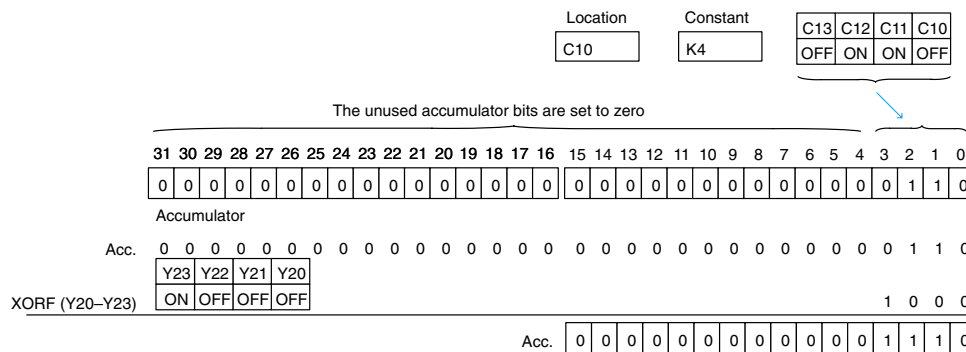 Location Constant
C13 C12 C11 C10
C10 K4
OFF ON ON OFF
The unused accumulator bits are set to zero
31 30 29 28 27 26 25 24 23 22 21 20 19 18 17 16 15 14 13 12 11 10 9 8 7 6 5 4 3 2 1 0
0 0 0 0 0 0 0 0 0 0 0 0 0 0 0 0 0 0 0 0 0 0 0 0 0 0 0 0 0 1 1 0
Accumulator
Acc. 0 0 0 0 0 0 0 0 0 0 0 0 0 0 0 0 0 0 0 0 0 0 0 0 0 0 0 0 0 1 1 0
Y23 Y22 Y21 Y20
ON OFF OFF OFF
XORF (Y20–Y23) 1 0 0 0
Acc. 0 0 0 0 0 0 0 0 0 0 0 0 1 1 1 0